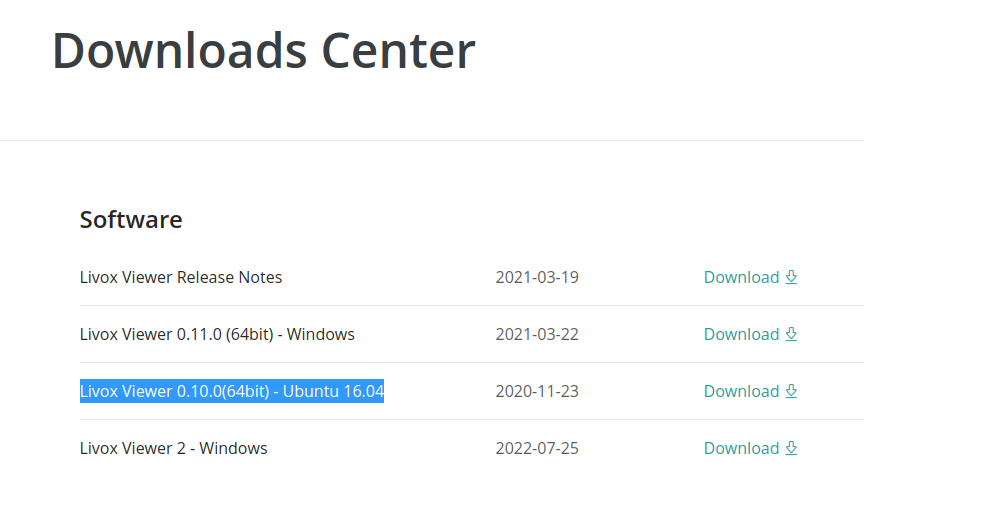 Downloads Center
Software
Livox Viewer Release Notes 2021-03-19 Download
Livox Viewer 0.11.0 (64bit) - Windows 2021-03-22 Download
Livox Viewer 0.10.0(64bit) - Ubuntu 16.04 2020-11-23 Download
Livox Viewer 2 - Windows 2022-07-25 Download